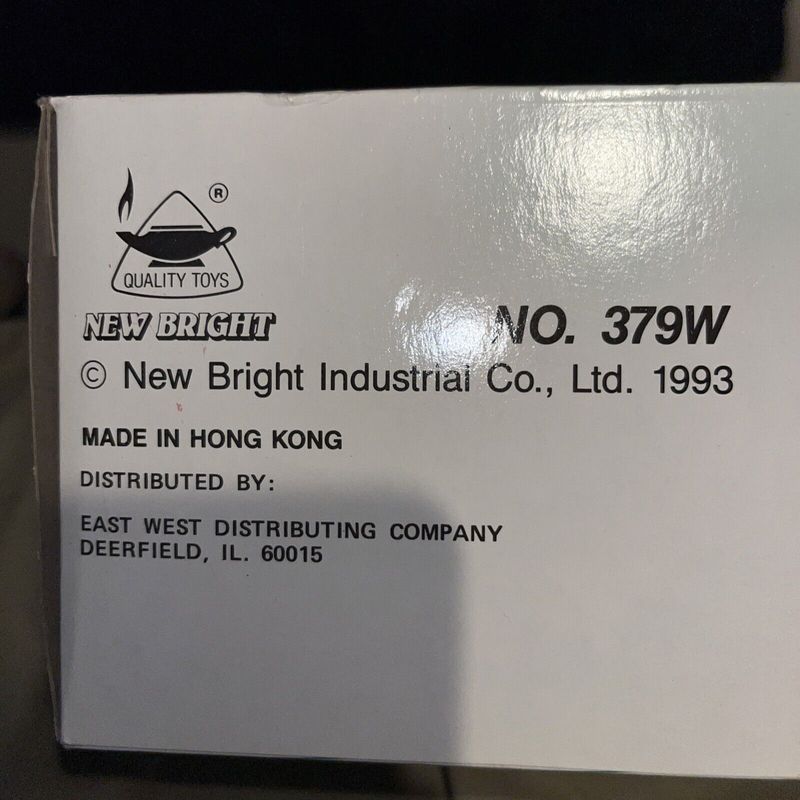 ®
QUALITY TOYS
NEW BRIGHT
NO. 379W
© New Bright Industrial Co., Ltd. 1993
MADE IN HONG KONG
DISTRIBUTED BY:
EAST WEST DISTRIBUTING COMPANY
DEERFIELD, IL. 60015